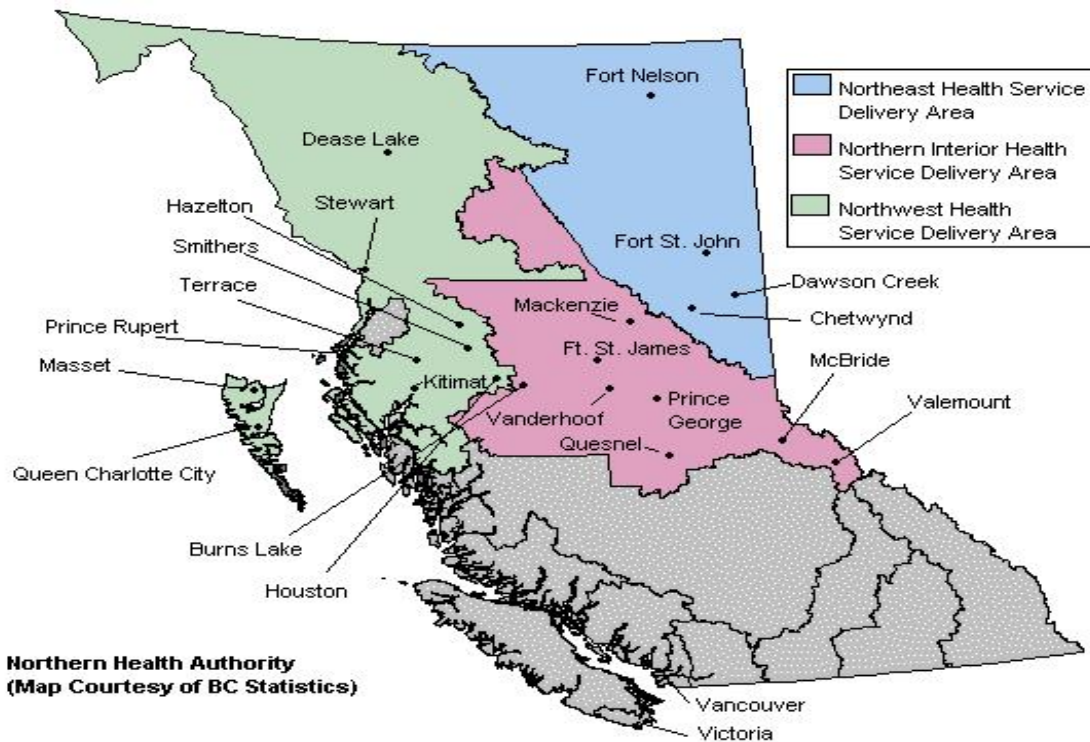 Fort Nelson
Northeast Health Service
Delivery Area
Northern Interior Health
Service Delivery Area
Northwest Health
Service Delivery Area
Dease Lake
Stewart
Hazelton
Smithers
Terrace
Prince Rupert
Masset
Fort St. John
Dawson Creek
Chetwynd
Mackenzie
Ft. St. James
McBride
Kitimat
Vanderhoof
Prince
George
Valemount
Quesnel
Queen Charlotte City
Burns Lake
Houston
Northern Health Authority
(Map Courtesy of BC Statistics)
Vancouver
Victoria